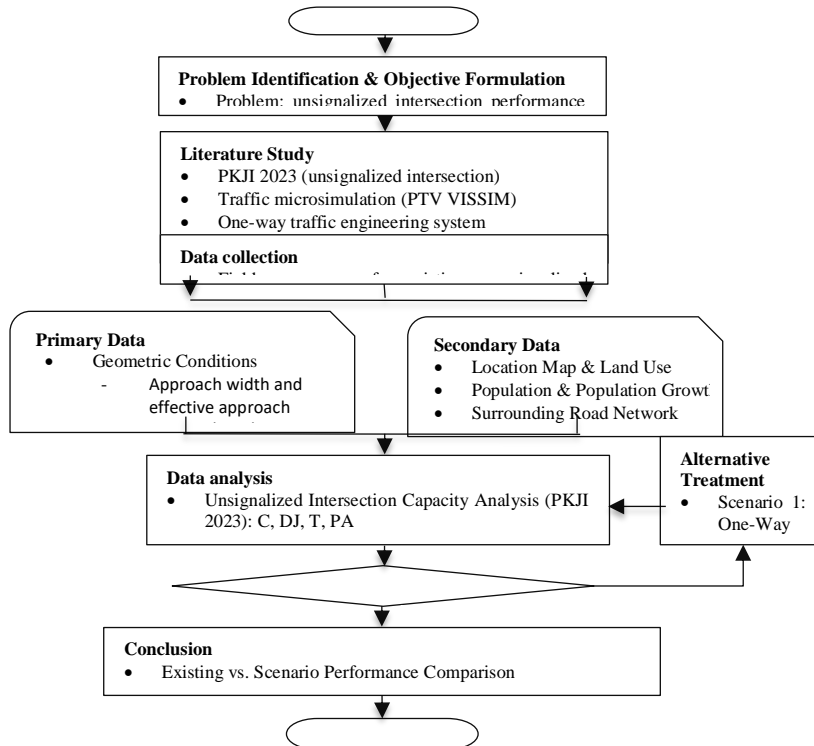 Problem Identification & Objective Formulation
• Problem: unsignalized intersection performance
Literature Study
• PKJI 2023 (unsignalized intersection)
• Traffic microsimulation (PTV VISSIM)
• One-way traffic engineering system
Data collection
Primary Data
• Geometric Conditions
- Approach width and
effective approach
Secondary Data
• Location Map & Land Use
• Population & Population
• Surrounding Road Network
Data analysis
• Unsignalized Intersection Capacity Analysis (PKJI
2023): C, DJ, T, PA
Alternative
Treatment
• Scenario 1:
One-Way
Conclusion
• Existing vs. Scenario Performance Comparison